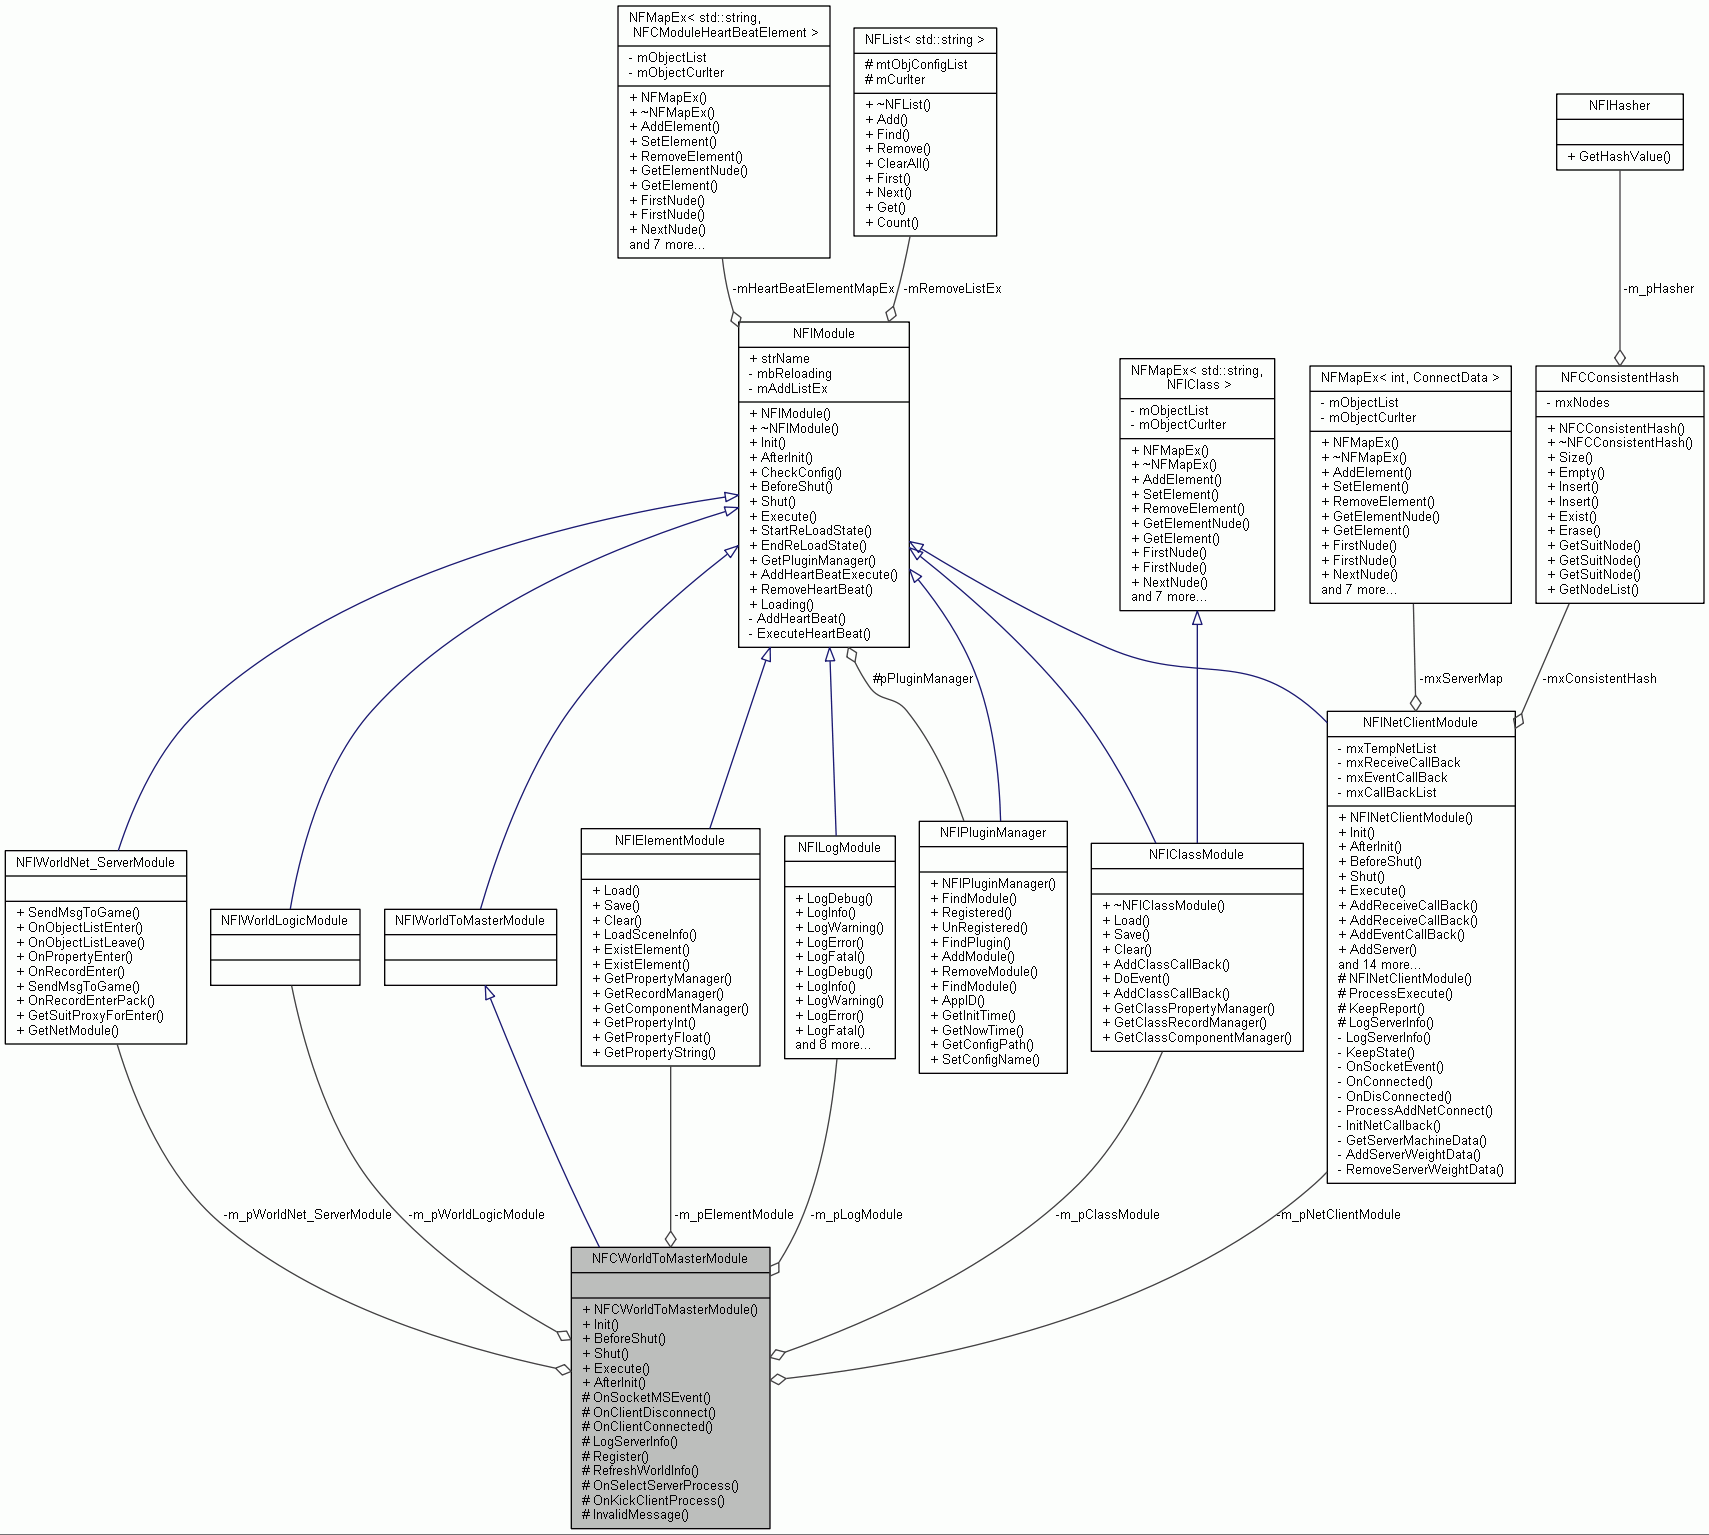 NFMapEx< std::string,
NFCModuleHeartBeatElement >
- mObjectList
- mObjectCurIter
+ NFMapEx()
+ ~NFMapEx()
+ AddElement()
+ SetElement()
+ RemoveElement()
+ GetElementNude()
+ GetElement()
+ FirstNude()
+ FirstNude()
+ NextNude()
and 7 more...
NFList< std::string >
# mtObjConfigList
# mCurIter
+ ~NFList()
+ Add()
+ Find()
+ Remove()
+ ClearAll()
+ First()
+ Next()
+ Get()
+ Count()
NFIHasher
+ GetHashValue()
-mHeartBeatElementMapEx
-mRemoveListEx
-m_pHasher
NFIModule
+ strName
- mbReloading
- mAddListEx
+ NFIModule()
+ ~NFIModule()
+ Init()
+ AfterInit()
+ CheckConfig()
+ BeforeShut()
+ Shut()
+ Execute()
+ StartReLoadState()
+ EndReLoadState()
+ GetPluginManager()
+ AddHeartBeatExecute()
+ RemoveHeartBeat()
+ Loading()
- AddHeartBeat()
- ExecuteHeartBeat()
NFMapEx< std::string,
NFIClass >
- mObjectList
- mObjectCurIter
+ NFMapEx()
+ ~NFMapEx()
+ AddElement()
+ SetElement()
+ RemoveElement()
+ GetElementNude()
+ GetElement()
+ FirstNude()
+ FirstNude()
+ NextNude()
and 7 more...
NFMapEx< int, ConnectData >
- mObjectList
- mObjectCurIter
+ NFMapEx()
+ ~NFMapEx()
+ AddElement()
+ SetElement()
+ RemoveElement()
+ GetElementNude()
+ GetElement()
+ FirstNude()
+ FirstNude()
+ NextNude()
and 7 more...
NFCConsistentHash
- mxNodes
+ NFCConsistentHash()
+ ~NFCConsistentHash()
+ Size()
+ Empty()
+ Insert()
+ Insert()
+ Exist()
+ Erase()
+ GetSuitNode()
+ GetSuitNode()
+ GetSuitNode()
+ GetNodeList()
#pPluginManager
-mxServerMap
-mxConsistentHash
NFIWorldNet_ServerModule
+ SendMsgToGame()
+ OnObjectListEnter()
+ OnObjectListLeave()
+ OnPropertyEnter()
+ OnRecordEnter()
+ SendMsgToGame()
+ OnRecordEnterPack()
+ GetSuitProxyForEnter()
+ GetNetModule()
NFIWorldLogicModule
NFIWorldToMasterModule
NFIElementModule
+ Load()
+ Save()
+ Clear()
+ LoadSceneInfo()
+ ExistElement()
+ ExistElement()
+ GetPropertyManager()
+ GetRecordManager()
+ GetComponentManager()
+ GetPropertyInt()
+ GetPropertyFloat()
+ GetPropertyString()
NFILogModule
+ LogDebug()
+ LogInfo()
+ LogWarning()
+ LogError()
+ LogFatal()
+ LogDebug()
+ LogInfo()
+ LogWarning()
+ LogError()
+ LogFatal()
and 8 more...
NFIPluginManager
+ NFIPluginManager()
+ FindModule()
+ Registered()
+ UnRegistered()
+ FindPlugin()
+ AddModule()
+ RemoveModule()
+ FindModule()
+ AppID()
+ GetInitTime()
+ GetNowTime()
+ GetConfigPath()
+ SetConfigName()
NFIClassModule
+ ~NFIClassModule()
+ Load()
+ Save()
+ Clear()
+ AddClassCallBack()
+ DoEvent()
+ AddClassCallBack()
+ GetClassPropertyManager()
+ GetClassRecordManager()
+ GetClassComponentManager()
NFINetClientModule
- mxTempNetList
- mxReceiveCallBack
- mxEventCallBack
- mxCallBackList
+ NFINetClientModule()
+ Init()
+ AfterInit()
+ BeforeShut()
+ Shut()
+ Execute()
+ AddReceiveCallBack()
+ AddReceiveCallBack()
+ AddEventCallBack()
+ AddServer()
and 14 more...
# NFINetClientModule()
# ProcessExecute()
# KeepReport()
# LogServerInfo()
- LogServerInfo()
- KeepState()
- OnSocketEvent()
- OnConnected()
- OnDisConnected()
- ProcessAddNetConnect()
- InitNetCallback()
- GetServerMachineData()
- AddServerWeightData()
- RemoveServerWeightData()
-m_pWorldNet_ServerModule
-m_pWorldLogicModule
-m_pElementModule
-m_pLogModule
-m_pClassModule
-m_pNetClientModule
NFCWorldToMasterModule
+ NFCWorldToMasterModule()
+ Init()
+ BeforeShut()
+ Shut()
+ Execute()
+ AfterInit()
# OnSocketMSEvent()
# OnClientDisconnect()
# OnClientConnected()
# LogServerInfo()
# Register()
# RefreshWorldInfo()
# OnSelectServerProcess()
# OnKickClientProcess()
# InvalidMessage()